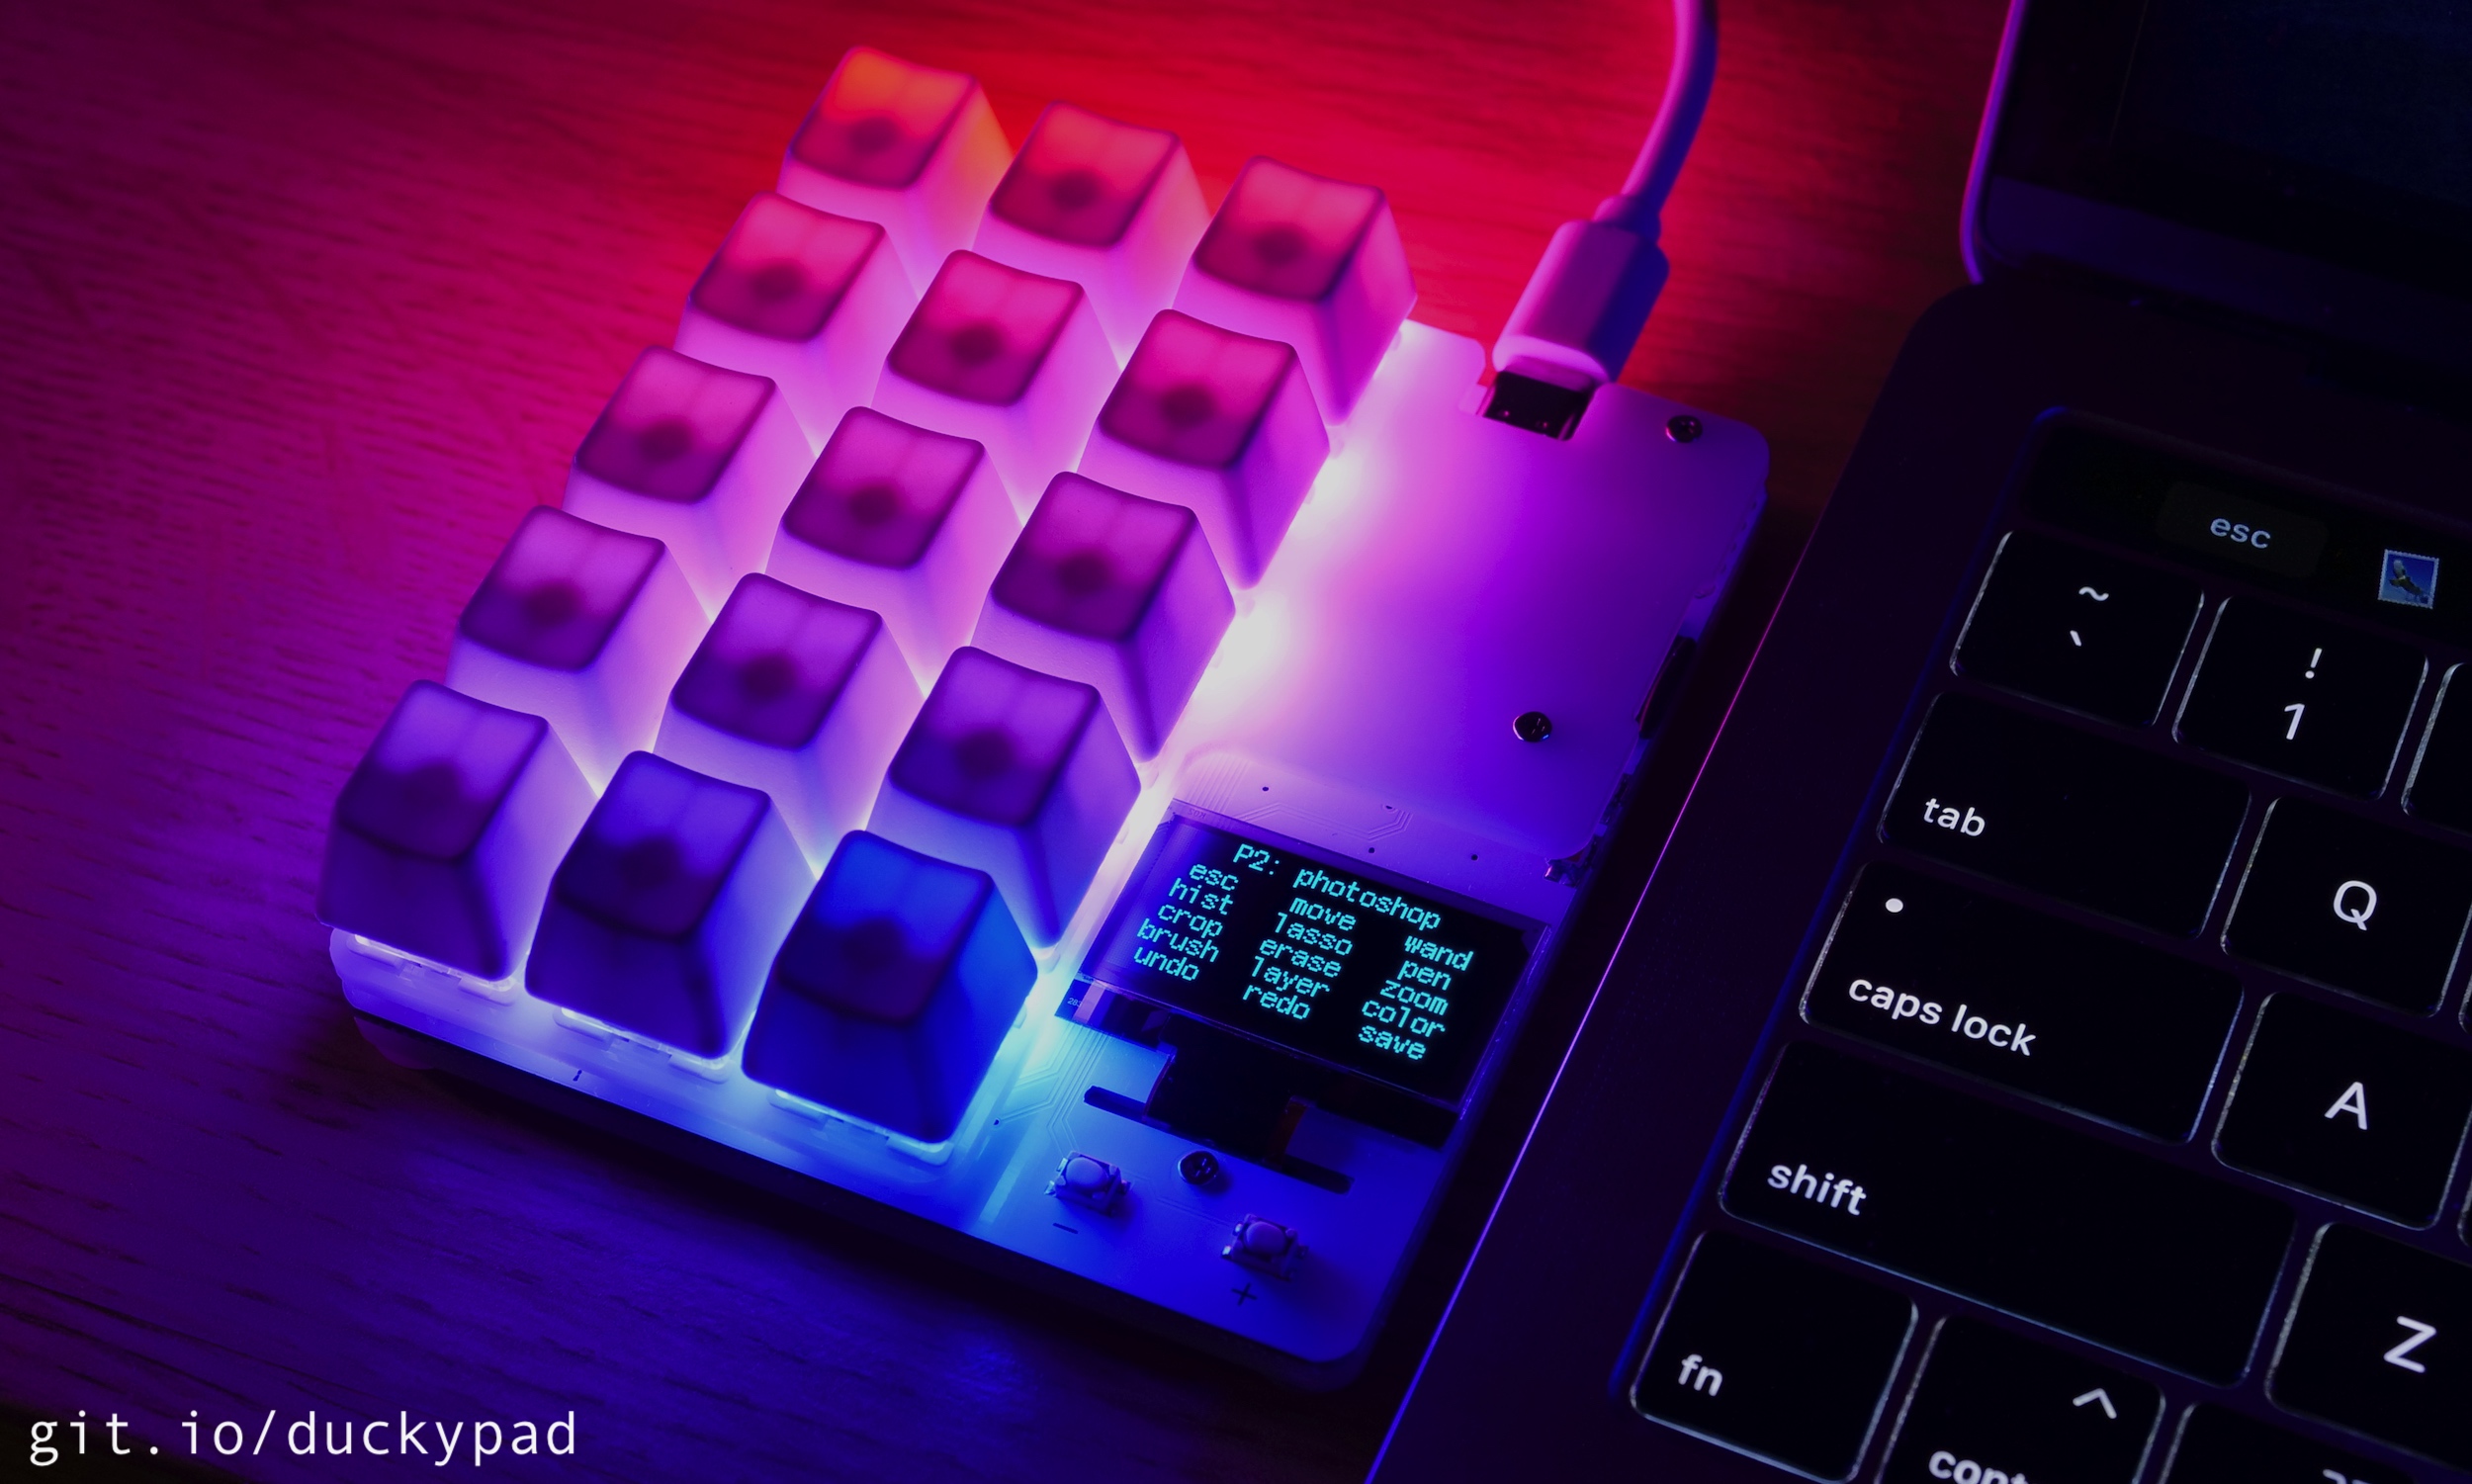 P2: photoshop
esc move wand
hist lasso pen
crop erase zoom
brush layer color
undo redo save
-
+
esc
~
`
!
1
tab
Q
caps lock
A
shift
Z
fn
^
git.io/duckypad